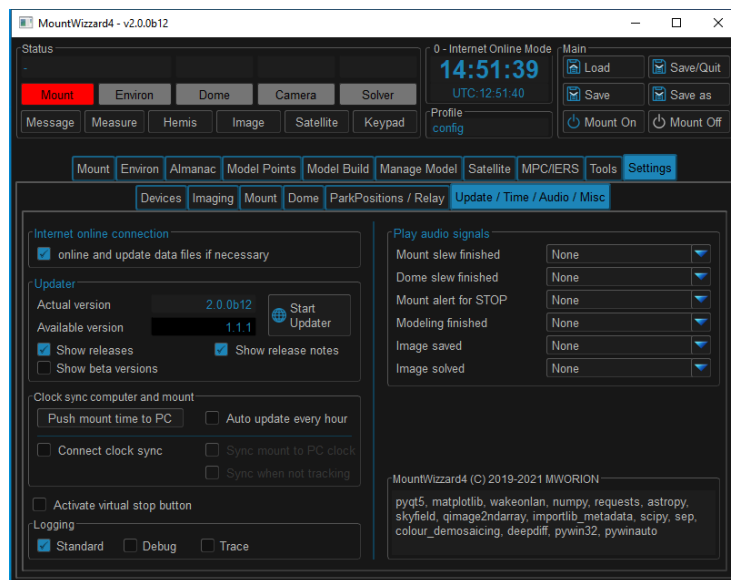 MountWizzard4 - v2.0.0b12
Status
-
Mount Environ Dome Camera Solver
Message Measure Hemis Image Satellite Keypad
0 - Internet Online Mode
14:51:39
UTC:12:51:40
Profile
config
Main
Load Save/Quit
Save Save as
Mount On Mount Off
Mount Environ Almanac Model Points Model Build Manage Model Satellite MPC/IERS Tools Settings
Devices Imaging Mount Dome ParkPositions / Relay Update / Time / Audio / Misc
Internet online connection
online and update data files if necessary
Updater
Actual version 2.0.0b12
Available version 1.1.1
Start
Updater
Show releases Show release notes
Show beta versions
Clock sync computer and mount
Push mount time to PC Auto update every hour
Connect clock sync Sync mount to PC clock
Sync when not tracking
Activate virtual stop button
Logging
Standard Debug Trace
Play audio signals
Mount slew finished None
Dome slew finished None
Mount alert for STOP None
Modeling finished None
Image saved None
Image solved None
MountWizzard4 (C) 2019-2021 MWORION
pyqt5, matplotlib, wakeonlan, numpy, requests, astropy,
skyfield, qimage2ndarray, importlib_metadata, scipy, sep,
colour_demosaicing, deepdiff, pywin32, pywinauto